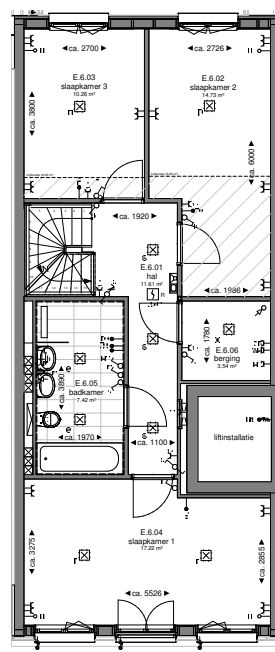 ca. 2700
ca. 2726
E.6.03
slaapkamer 3
10.26 m²
E.6.02
slaapkamer 2
14.73 m²
ca. 3800
ca. 6000
ca. 1920
E.6.01
hal
11.61 m²
R
ca. 1986
ca. 1780
E.6.06
berging
3.54 m²
ca. 3890
E.6.05
badkamer
7.42 m²
ca. 1970
ca. 1100
liftinstallatie
E.6.04
slaapkamer 1
17.22 m²
ca. 3275
ca. 2855
ca. 5526